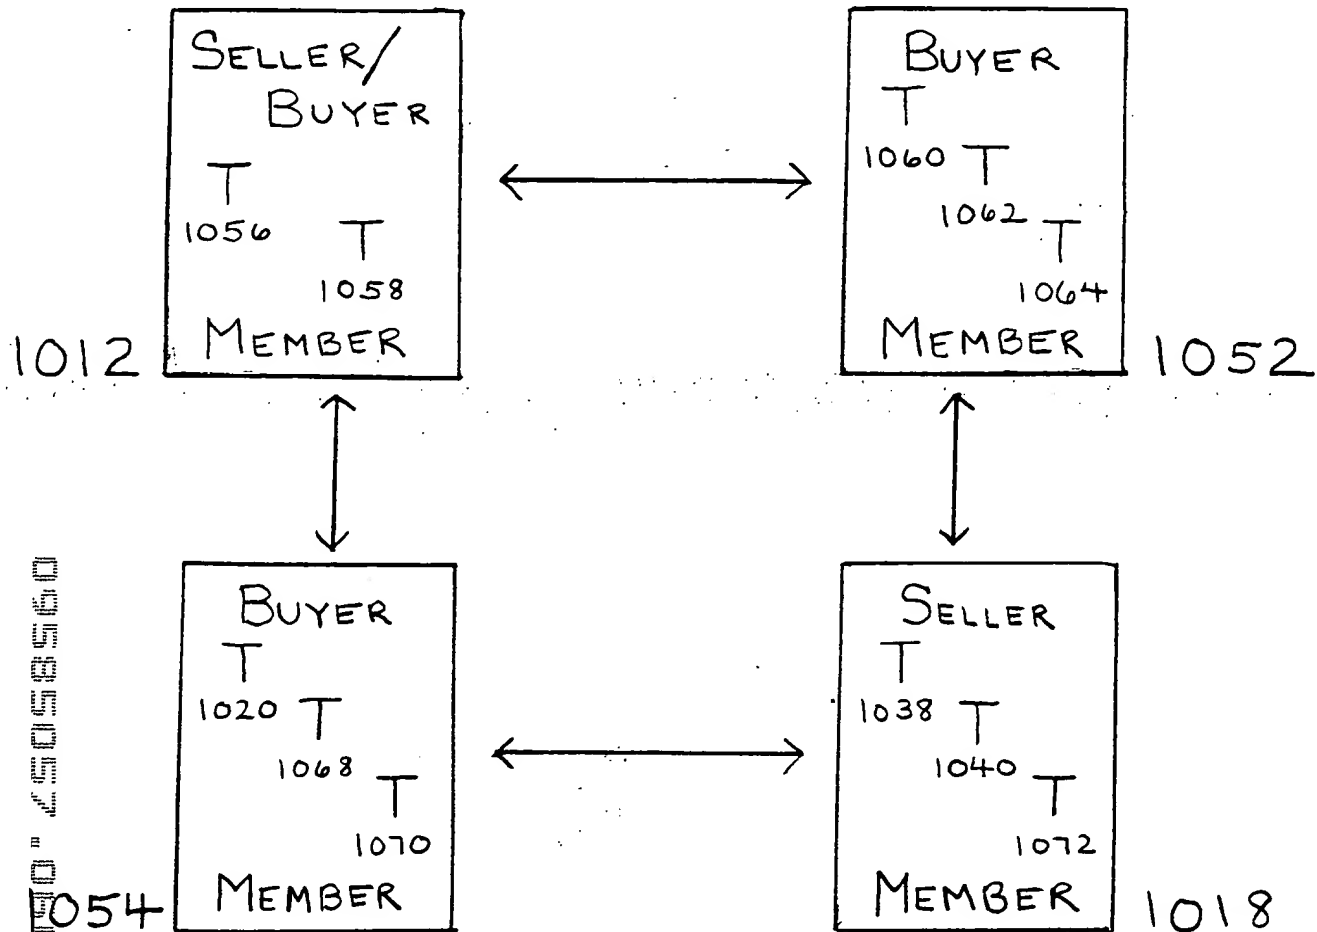 SELLER/
BUYER
T
1056
T
1058
MEMBER
1012
BUYER
T
1060
T
1062
T
1064
MEMBER
1052
BUYER
T
1020
T
1068
T
1070
MEMBER
1054
SELLER
T
1038
T
1040
T
1072
MEMBER
1018